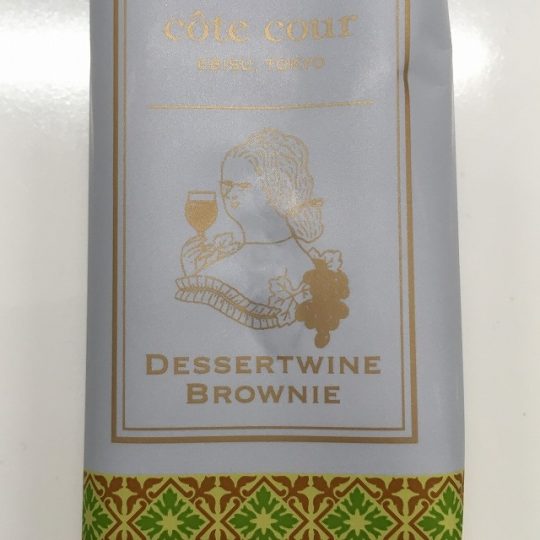 côte cour
EBISU, TOKYO
DESSERTWINE
BROWNIE